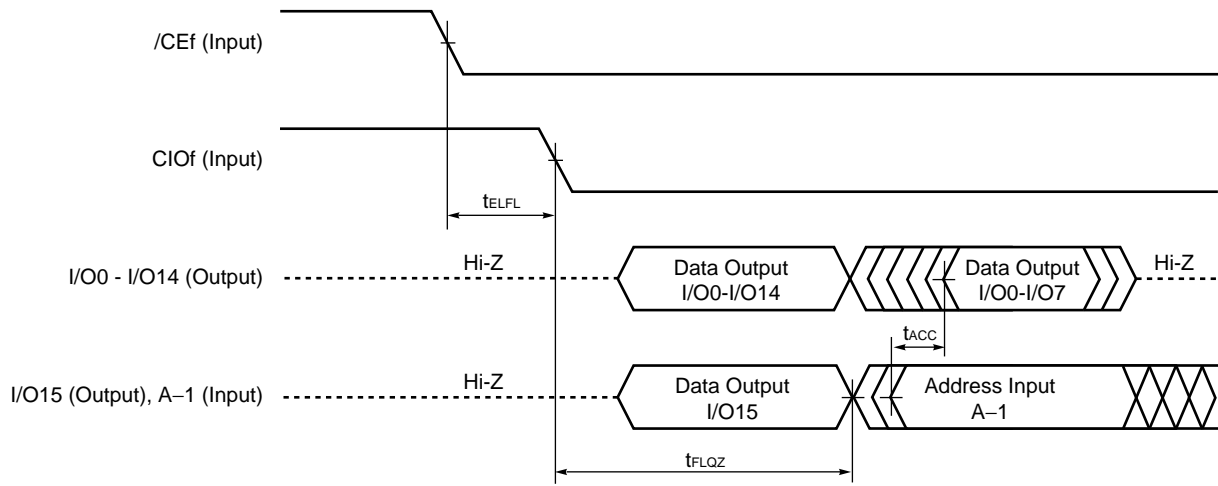 /CEf (Input)
CIOf (Input)
tELFL
I/O0 - I/O14 (Output)
Hi-Z
Data Output
I/O0-I/O14
Data Output
I/O0-I/O7
Hi-Z
tACC
I/O15 (Output), A−1 (Input)
Hi-Z
Data Output
I/O15
Address Input
A−1
tFLQZ